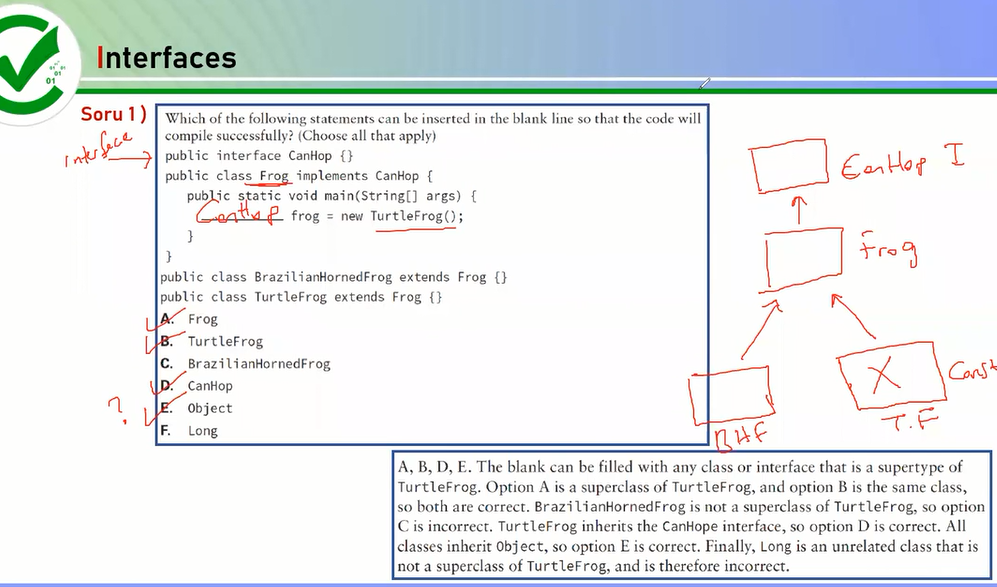 Interfaces
Soru 1)
Which of the following statements can be inserted in the blank line so that the code will
compile successfully? (Choose all that apply)
interface
public interface CanHop {}
public class Frog implements CanHop {
public static void main(String[] args) {
CanHop frog = new TurtleFrog();
}
}
public class BrazilianHornedFrog extends Frog {}
public class TurtleFrog extends Frog {}
A. Frog
B. TurtleFrog
C. BrazilianHornedFrog
D. CanHop
? E. Object
F. Long
CanHop I
Frog
BHF
X
Const
T.F
A, B, D, E. The blank can be filled with any class or interface that is a supertype of
TurtleFrog. Option A is a superclass of TurtleFrog, and option B is the same class,
so both are correct. BrazilianHornedFrog is not a superclass of TurtleFrog, so option
C is incorrect. TurtleFrog inherits the CanHope interface, so option D is correct. All
classes inherit Object, so option E is correct. Finally, Long is an unrelated class that is
not a superclass of TurtleFrog, and is therefore incorrect.